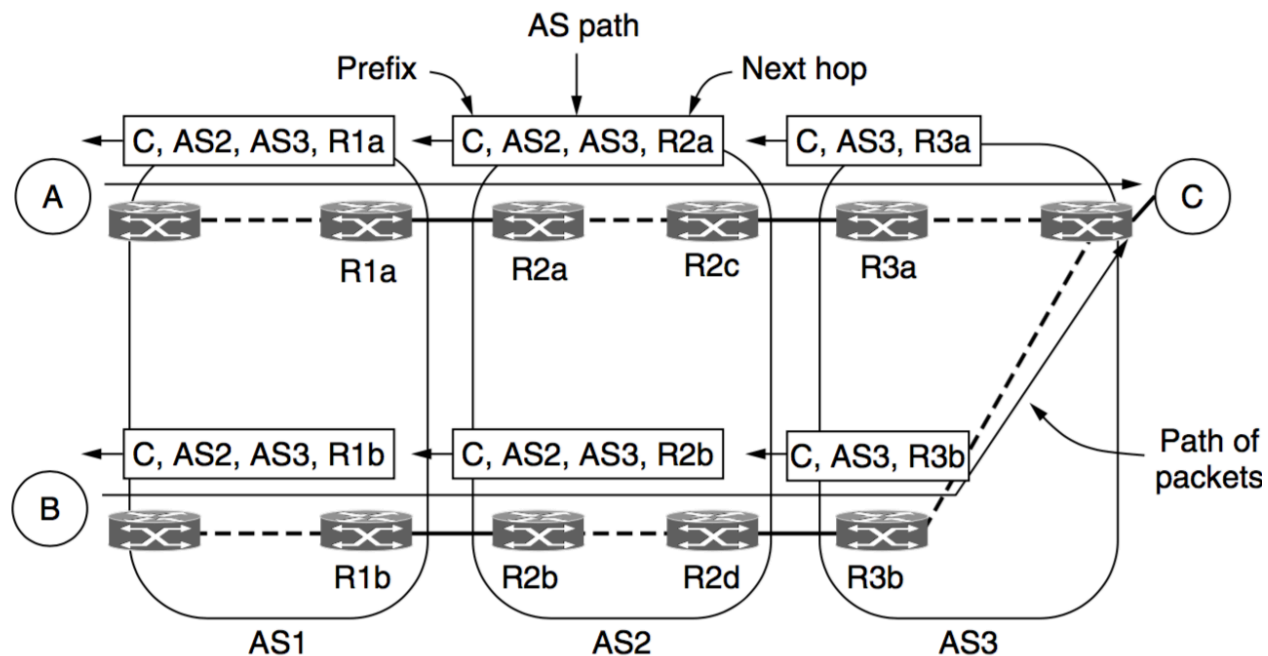 AS path
Prefix
Next hop
C, AS2, AS3, R1a
C, AS2, AS3, R2a
C, AS3, R3a
A
C
R1a
R2a
R2c
R3a
C, AS2, AS3, R1b
C, AS2, AS3, R2b
C, AS3, R3b
Path of
packets
B
R1b
R2b
R2d
R3b
AS1
AS2
AS3